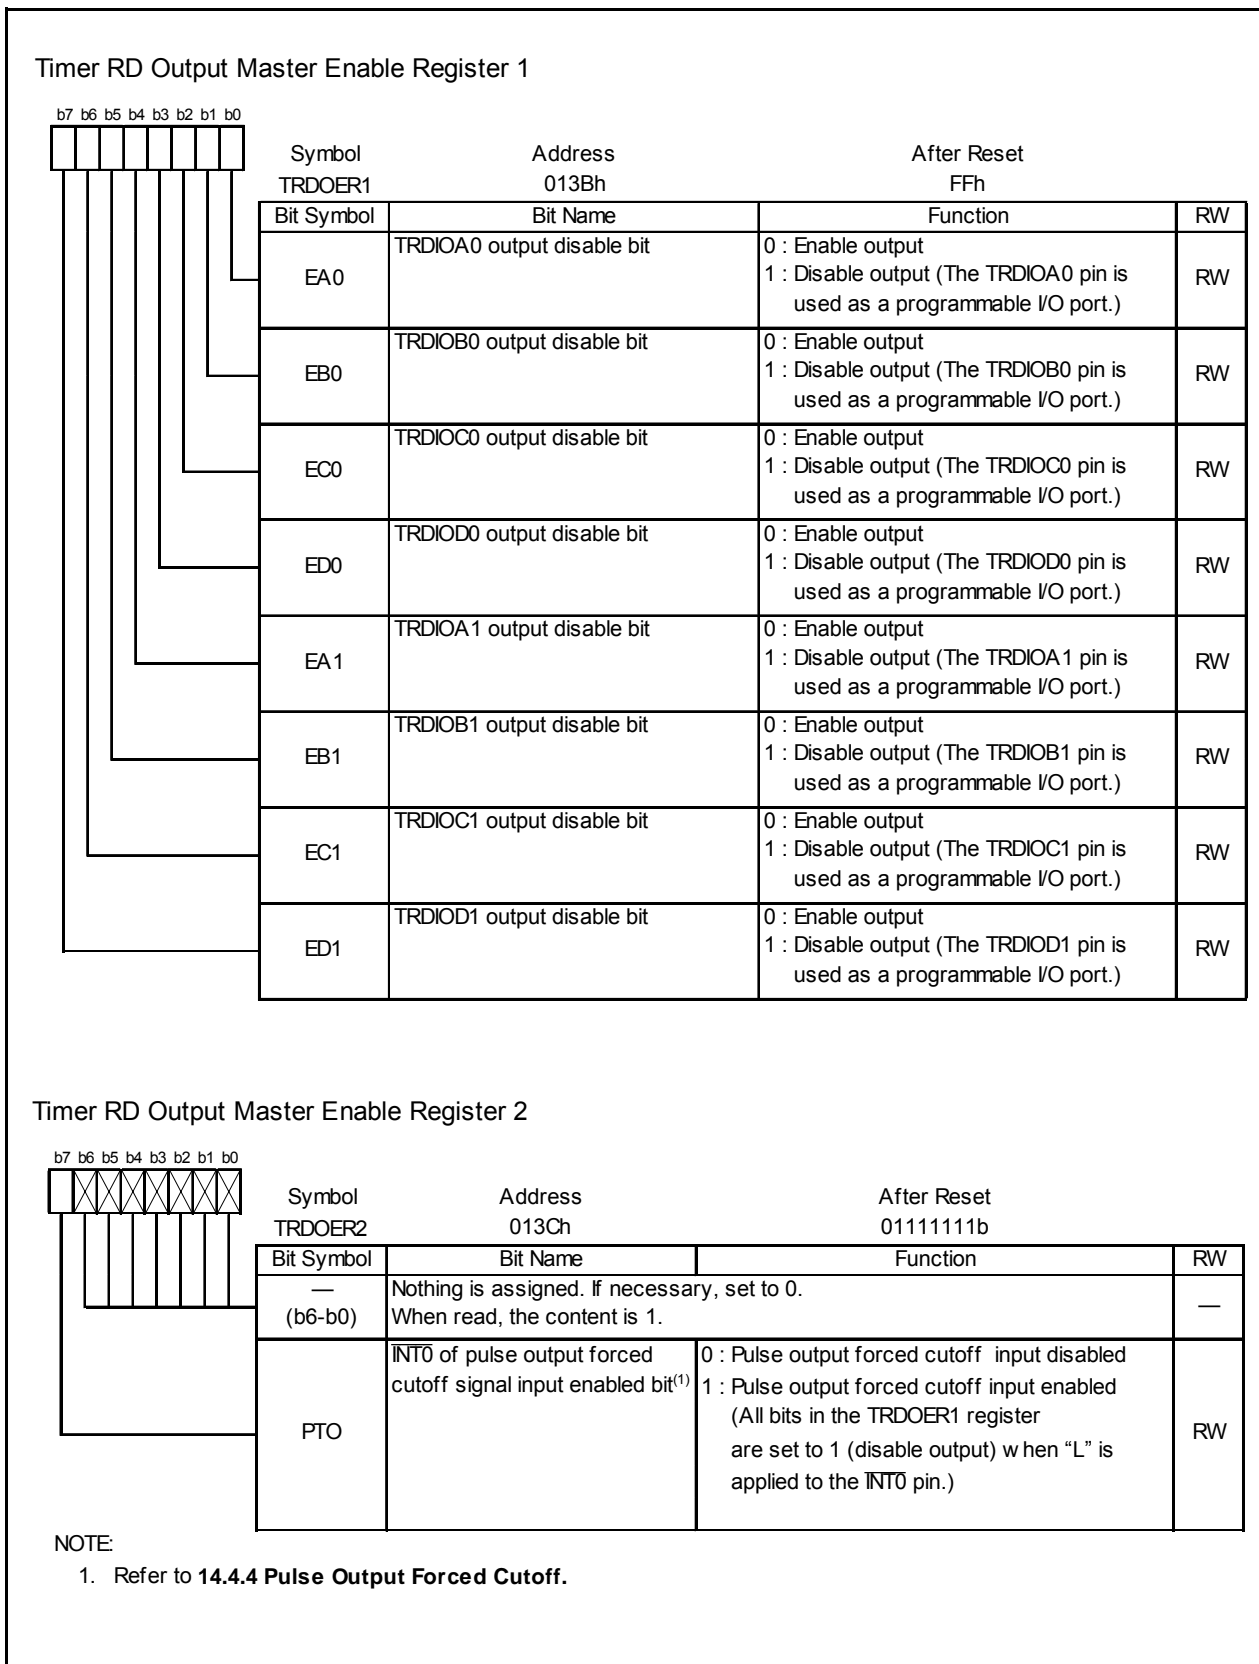 Timer RD Output Master Enable Register 1
b7 b6 b5 b4 b3 b2 b1 b0
Symbol Address After Reset
TRDOER1 013Bh FFh
Bit Symbol Bit Name Function RW
EA0 TRDIOA0 output disable bit 0 : Enable output
1 : Disable output (The TRDIOA0 pin is RW
used as a programmable I/O port.)
EB0 TRDIOB0 output disable bit 0 : Enable output
1 : Disable output (The TRDIOB0 pin is RW
used as a programmable I/O port.)
EC0 TRDIOC0 output disable bit 0 : Enable output
1 : Disable output (The TRDIOC0 pin is RW
used as a programmable I/O port.)
ED0 TRDIOD0 output disable bit 0 : Enable output
1 : Disable output (The TRDIOD0 pin is RW
used as a programmable I/O port.)
EA1 TRDIOA1 output disable bit 0 : Enable output
1 : Disable output (The TRDIOA1 pin is RW
used as a programmable I/O port.)
EB1 TRDIOB1 output disable bit 0 : Enable output
1 : Disable output (The TRDIOB1 pin is RW
used as a programmable I/O port.)
EC1 TRDIOC1 output disable bit 0 : Enable output
1 : Disable output (The TRDIOC1 pin is RW
used as a programmable I/O port.)
ED1 TRDIOD1 output disable bit 0 : Enable output
1 : Disable output (The TRDIOD1 pin is RW
used as a programmable I/O port.)
Timer RD Output Master Enable Register 2
b7 b6 b5 b4 b3 b2 b1 b0
Symbol Address After Reset
TRDOER2 013Ch 01111111b
Bit Symbol Bit Name Function RW
— Nothing is assigned. If necessary, set to 0. —
(b6-b0) When read, the content is 1.
PTO INT0 of pulse output forced 0 : Pulse output forced cutoff input disabled
cutoff signal input enabled bit(1) 1 : Pulse output forced cutoff input enabled
(All bits in the TRDOER1 register RW
are set to 1 (disable output) when “L” is
applied to the INT0 pin.)
NOTE:
1. Refer to 14.4.4 Pulse Output Forced Cutoff.